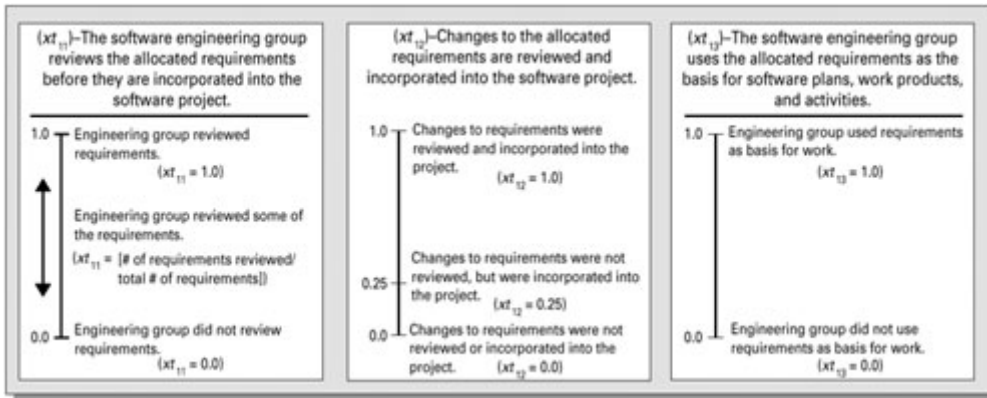 (xt11)–The software engineering group
reviews the allocated requirements
before they are incorporated into the
software project.
1.0
Engineering group reviewed
requirements.
(xt11 = 1.0)
Engineering group reviewed some of
the requirements.
(xt11 = [# of requirements reviewed/
total # of requirements])
0.0
Engineering group did not review
requirements.
(xt11 = 0.0)
(xt12)–Changes to the allocated
requirements are reviewed and
incorporated into the software project.
1.0
Changes to requirements were
reviewed and incorporated into the
project.
(xt12 = 1.0)
Changes to requirements were not
reviewed, but were incorporated into
0.25
the project.
(xt12 = 0.25)
0.0
Changes to requirements were not
reviewed or incorporated into the
project. (xt12 = 0.0)
(xt13)–The software engineering group
uses the allocated requirements as the
basis for software plans, work products,
and activities.
1.0
Engineering group used requirements
as basis for work.
(xt13 = 1.0)
0.0
Engineering group did not use
requirements as basis for work.
(xt13 = 0.0)